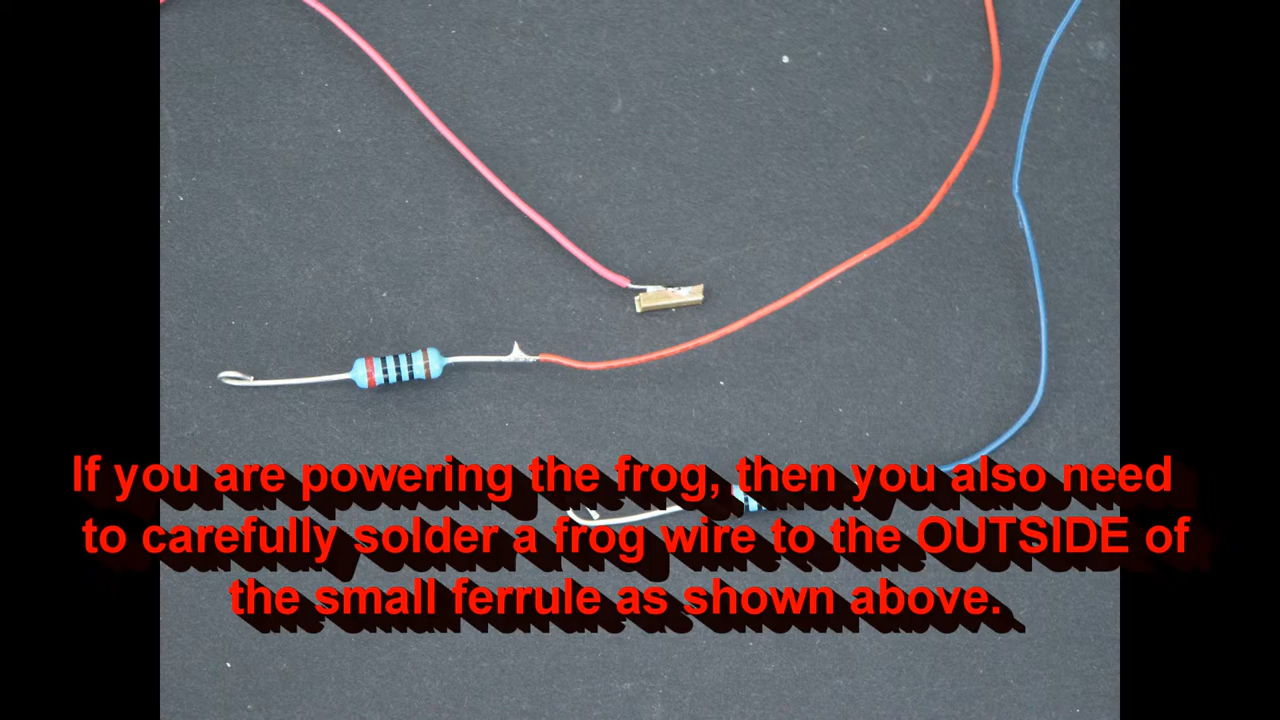 If you are powering the frog, then you also need
to carefully solder a frog wire to the OUTSIDE of
the small ferrule as shown above.